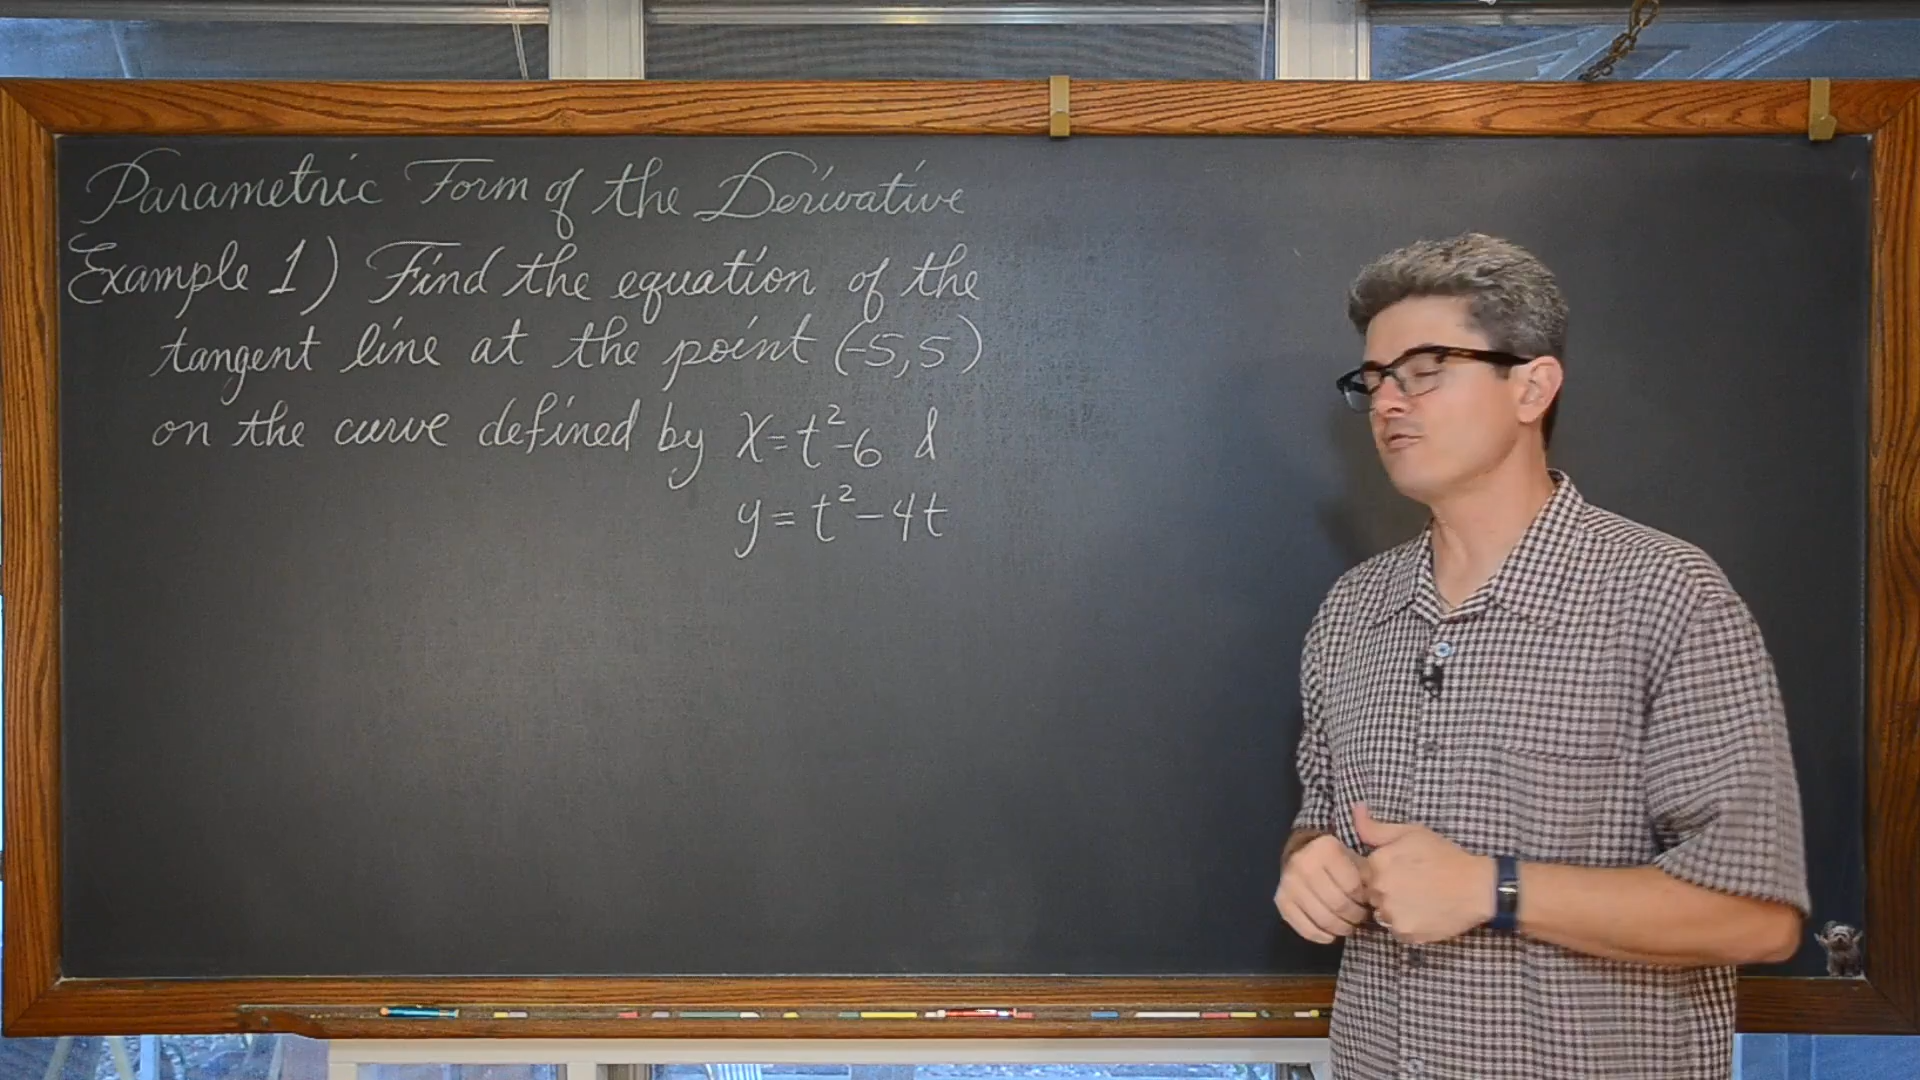 Parametric Form of the Derivative
Example 1) Find the equation of the
tangent line at the point (-5,5)
on the curve defined by x=t²-6 &
y=t²-4t